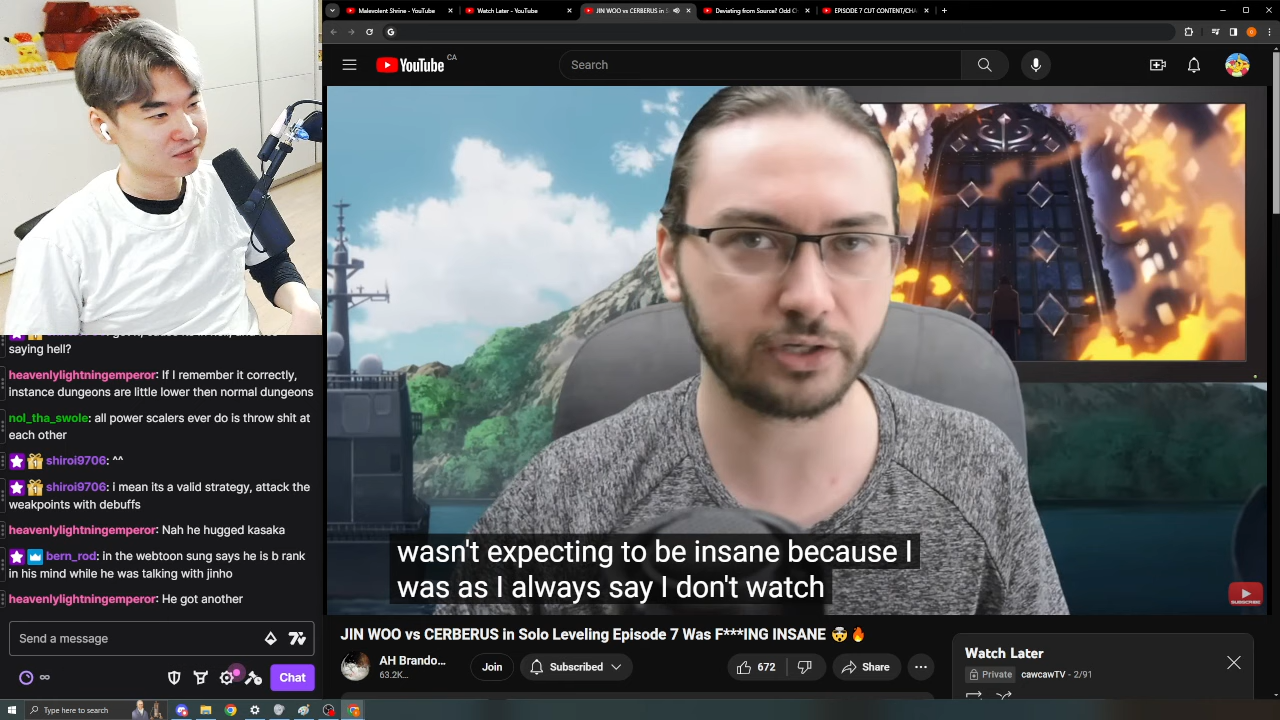 Malevolent Shrine - YouTube
Watch Later - YouTube
JIN WOO vs CERBERUS in S
Deviating from Source? Odd C
EPISODE 7 CUT CONTENT/CHA
YouTube CA
Search
saying hell?
heavenlylightningemperor: If I remember it correctly,
instance dungeons are little lower then normal dungeons
nol_tha_swole: all power scalers ever do is throw shit at
each other
shiroi9706: ^^
shiroi9706: i mean its a valid strategy, attack the
weakpoints with debuffs
heavenlylightningemperor: Nah he hugged kasaka
bern_rod: in the webtoon sung says he is b rank
in his mind while he was talking with jinho
heavenlylightningemperor: He got another
Send a message
Chat
wasn't expecting to be insane because I
was as I always say I don't watch
SUBSCRIBE
JIN WOO vs CERBERUS in Solo Leveling Episode 7 Was F***ING INSANE 🤯🔥
AH Brando...
63.2K...
Join
Subscribed
672
Share
Watch Later
Private
cawcawTV - 2/91
Type here to search